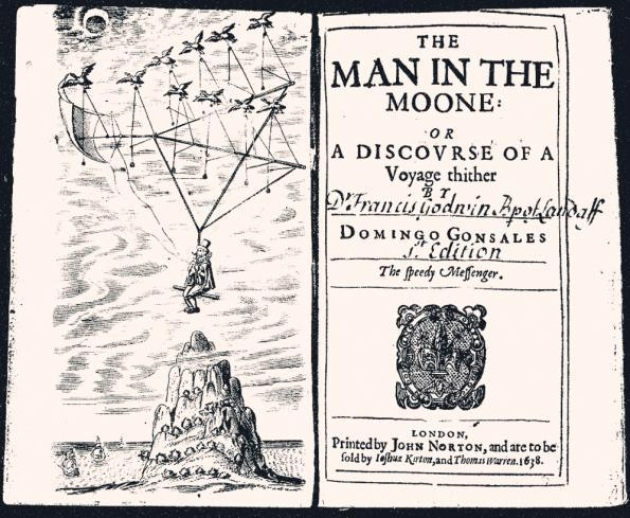 THE
MAN IN THE
MOONE:
OR
A DISCOVRSE OF A
Voyage thither
BY
Dr Francis Godwin Bp of Landaff
DOMINGO GONSALES
1st Edition
The ſpeedy Meſſenger.
LONDON,
Printed by JOHN NORTON, and are to be
ſold by Ioſhua Kirton, and Thomas Warren. 1638.